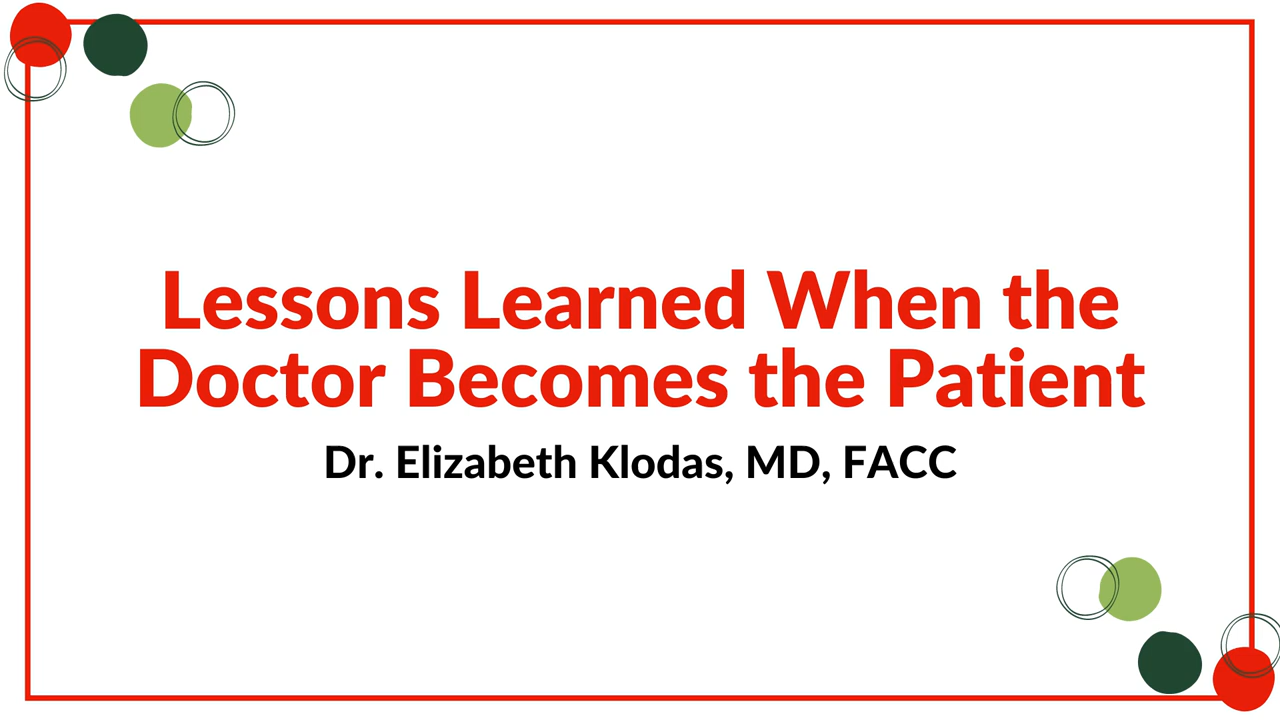 Lessons Learned When the
Doctor Becomes the Patient
Dr. Elizabeth Klodas, MD, FACC